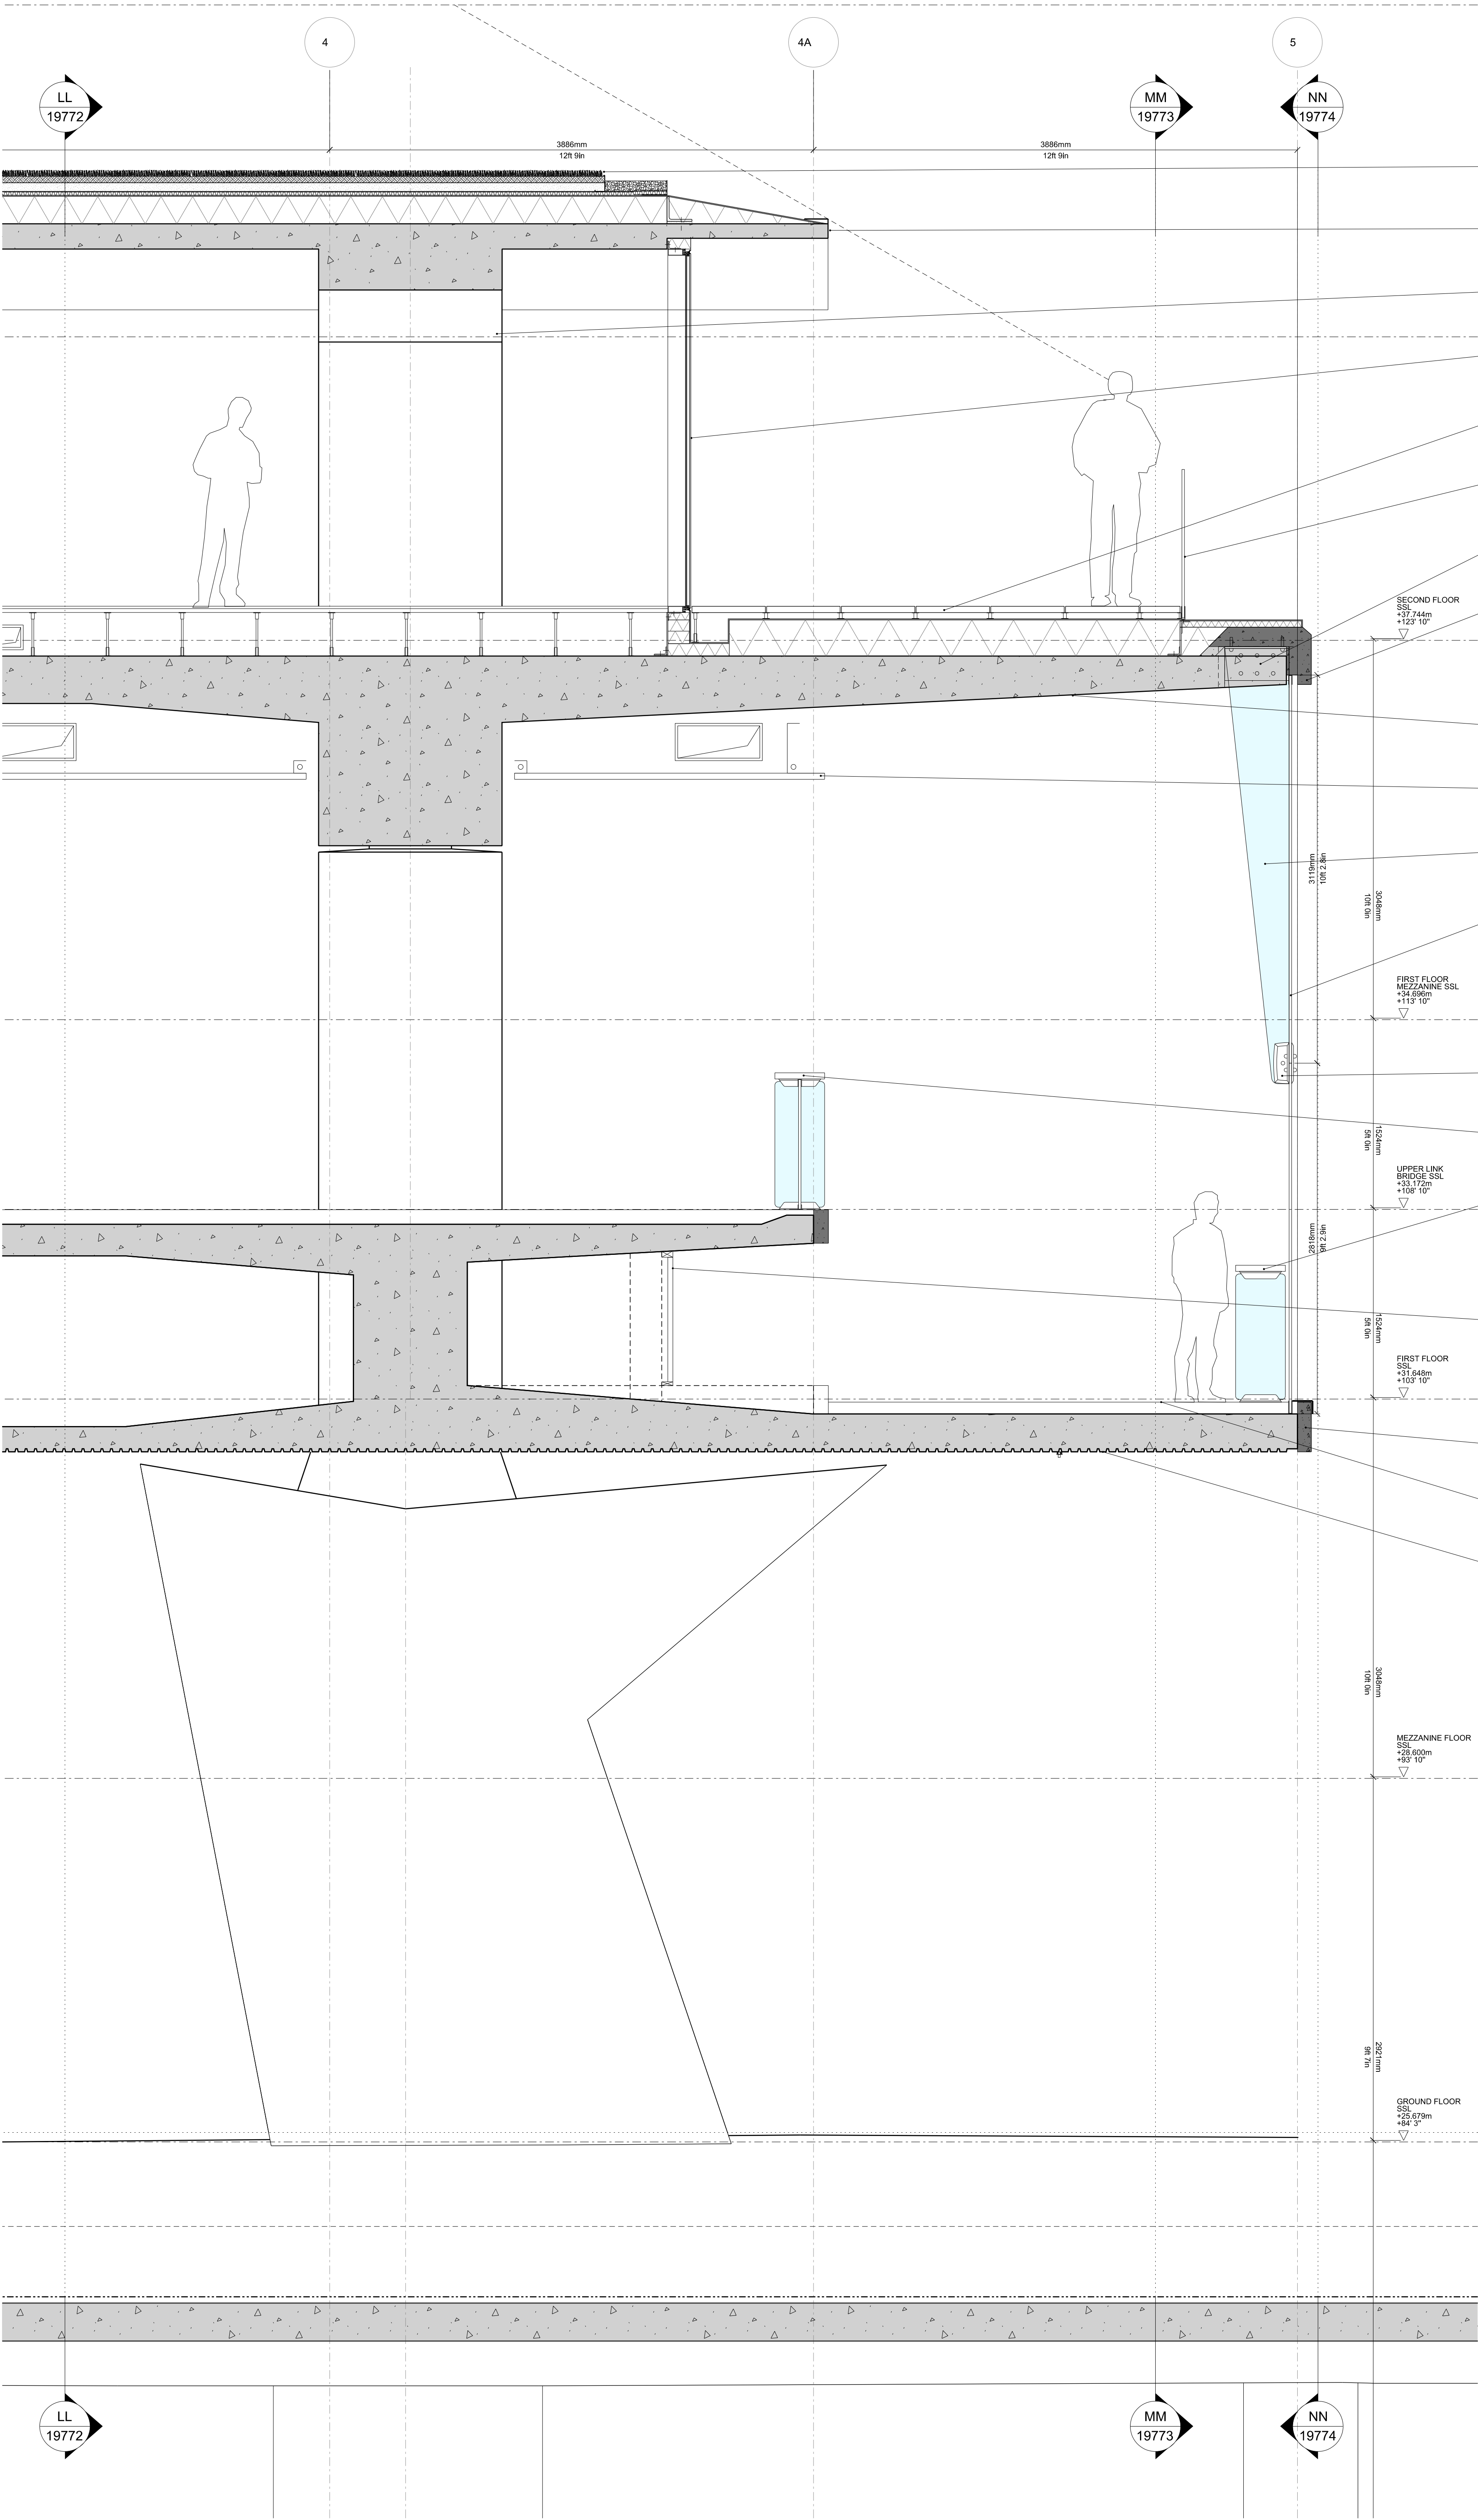 4
4A
5
LL
19772
MM
19773
NN
19774
3886mm
12ft 9in
3886mm
12ft 9in
SECOND FLOOR
SSL
+37.744m
+123' 10"
3119mm
10ft 2.8in
3048mm
10ft 0in
FIRST FLOOR
MEZZANINE SSL
+34.696m
+113' 10"
1524mm
5ft 0in
UPPER LINK
BRIDGE SSL
+33.172m
+108' 10"
2818mm
9ft 2.9in
1524mm
5ft 0in
FIRST FLOOR
SSL
+31.648m
+103' 10"
3048mm
10ft 0in
MEZZANINE FLOOR
SSL
+28.600m
+93' 10"
2921mm
9ft 7in
GROUND FLOOR
SSL
+25.679m
+84' 3"
LL
19772
MM
19773
NN
19774